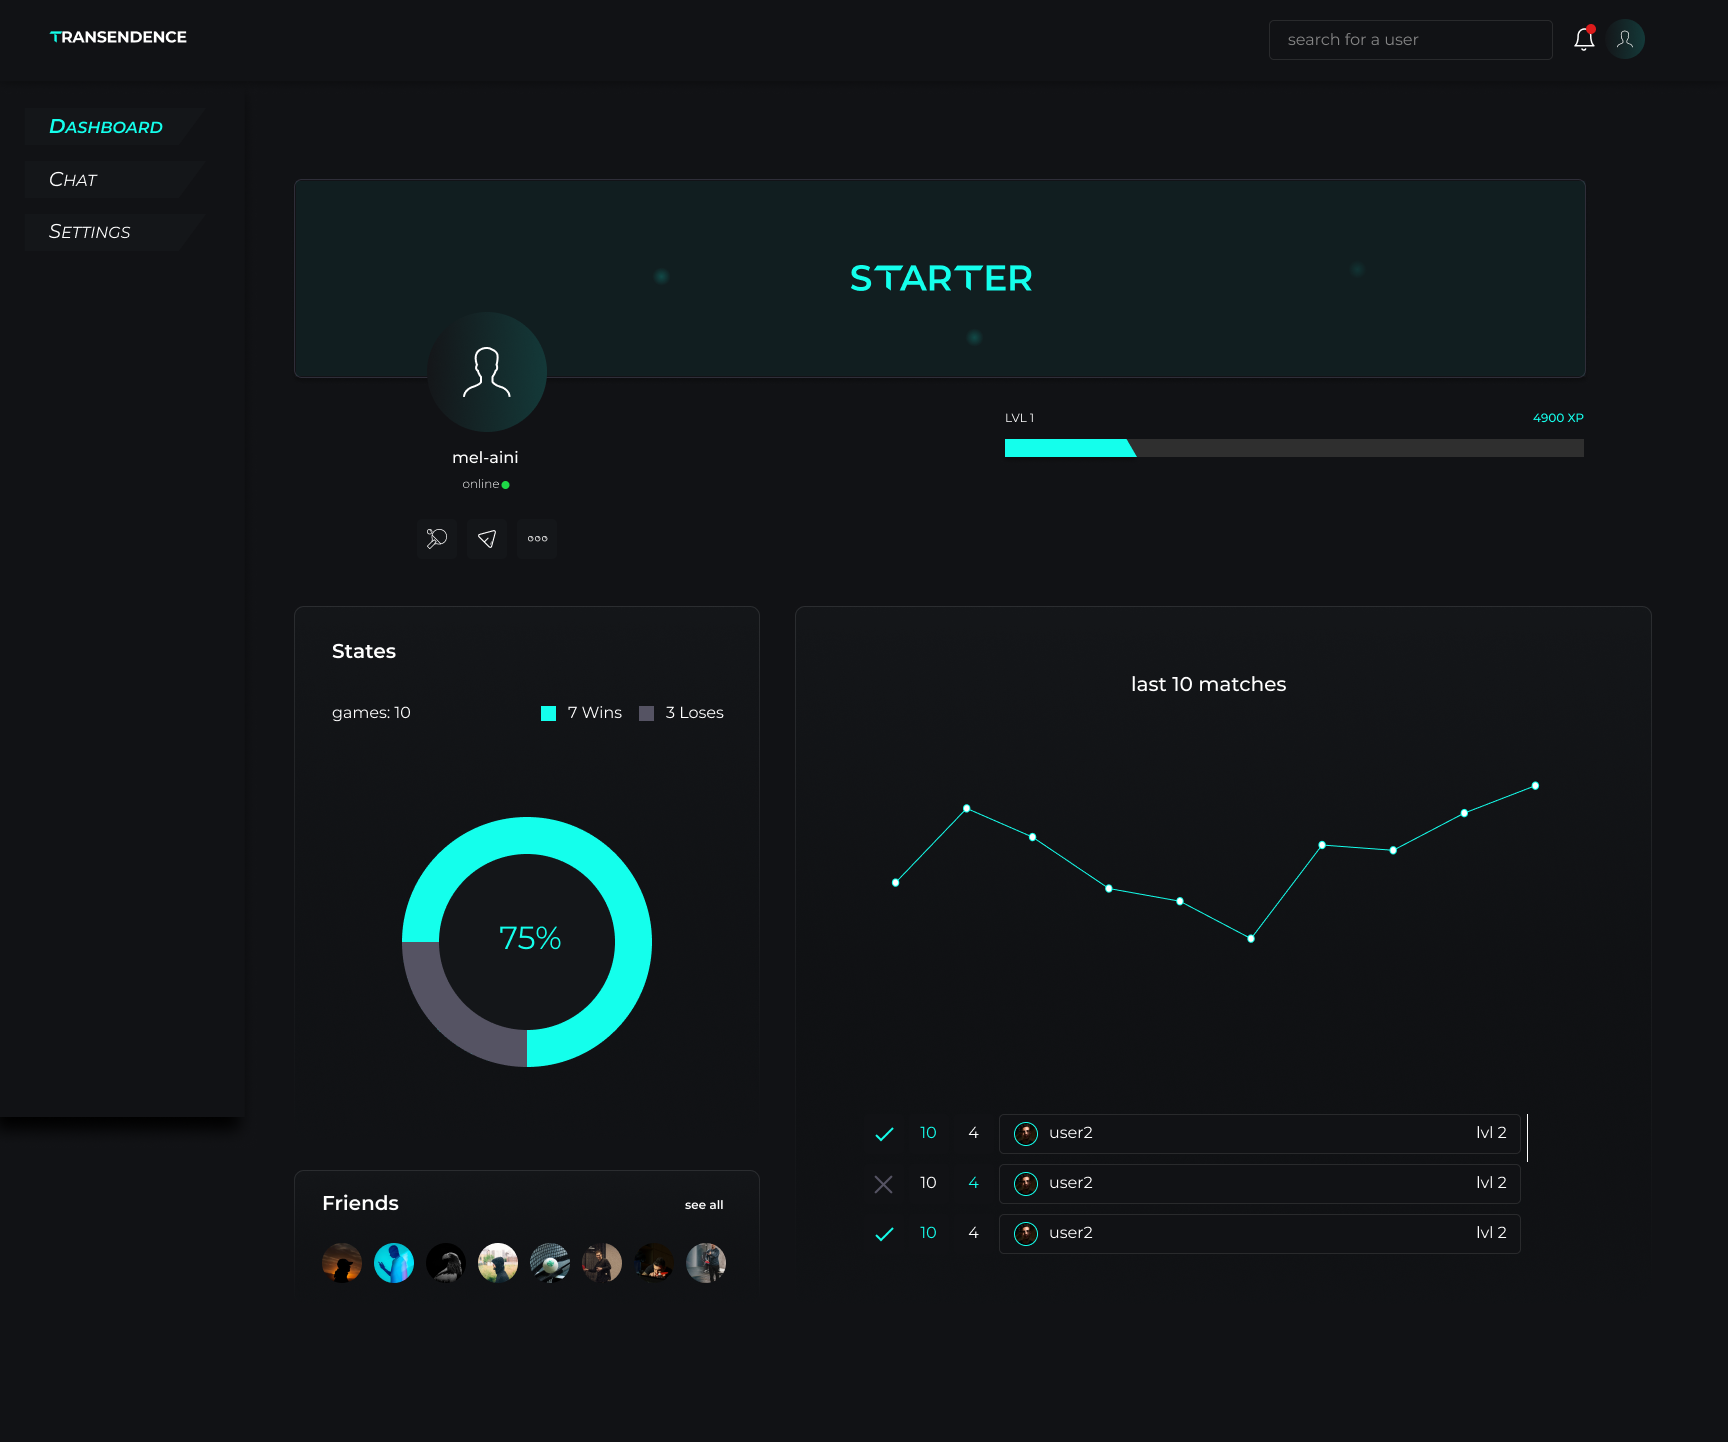 TRANSENDENCE
search for a user
DASHBOARD
CHAT
SETTINGS
STARTER
LVL 1
4900 XP
mel-aini
online
States
games: 10
7 Wins
3 Loses
75%
last 10 matches
10 4 user2 lvl 2
10 4 user2 lvl 2
10 4 user2 lvl 2
Friends
see all